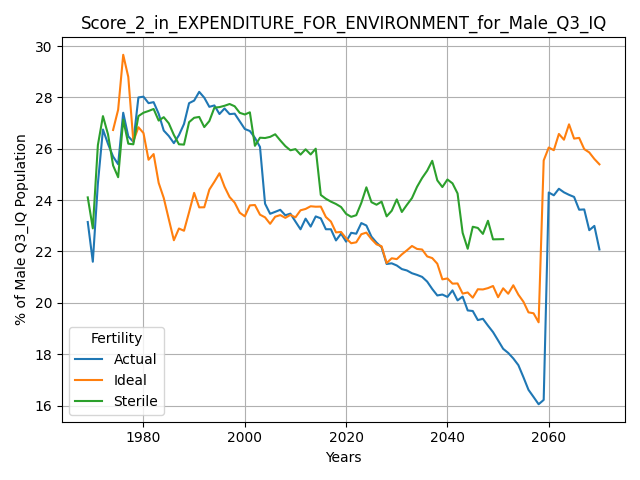 Score_2_in_EXPENDITURE_FOR_ENVIRONMENT_for_Male_Q3_IQ
% of Male Q3_IQ Population
30
28
26
24
22
20
18
16
Fertility
Actual
Ideal
Sterile
1980 2000 2020 2040 2060
Years